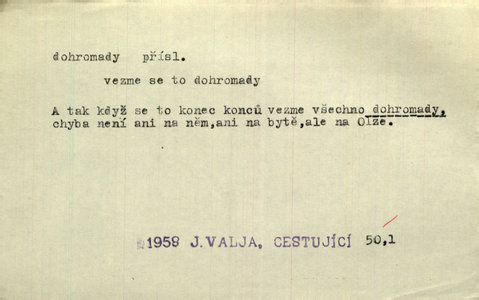 dohromady přísl.
vezme se to dohromady
A tak když se to konec konců vezme všechno dohromady,
chyba není ani na něm,ani na bytě,ale na Olze.
1958 J.VALJA, CESTUJÍCÍ 50,1